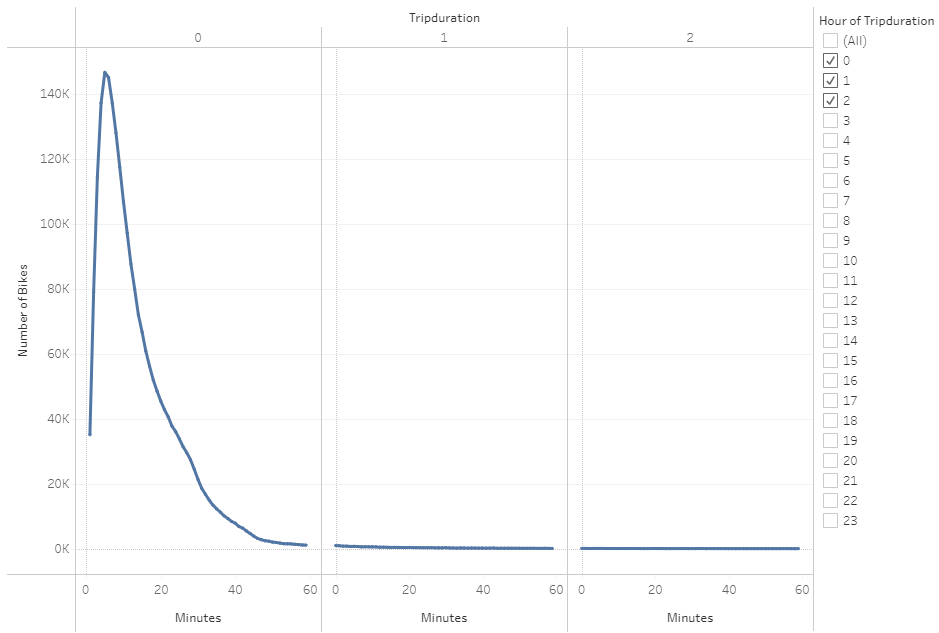 Tripduration
0 1 2
Number of Bikes
140K
120K
100K
80K
60K
40K
20K
0K
0 20 40 60 0 20 40 60 0 20 40 60
Minutes Minutes Minutes
Hour of Tripduration
(All)
0
1
2
3
4
5
6
7
8
9
10
11
12
13
14
15
16
17
18
19
20
21
22
23